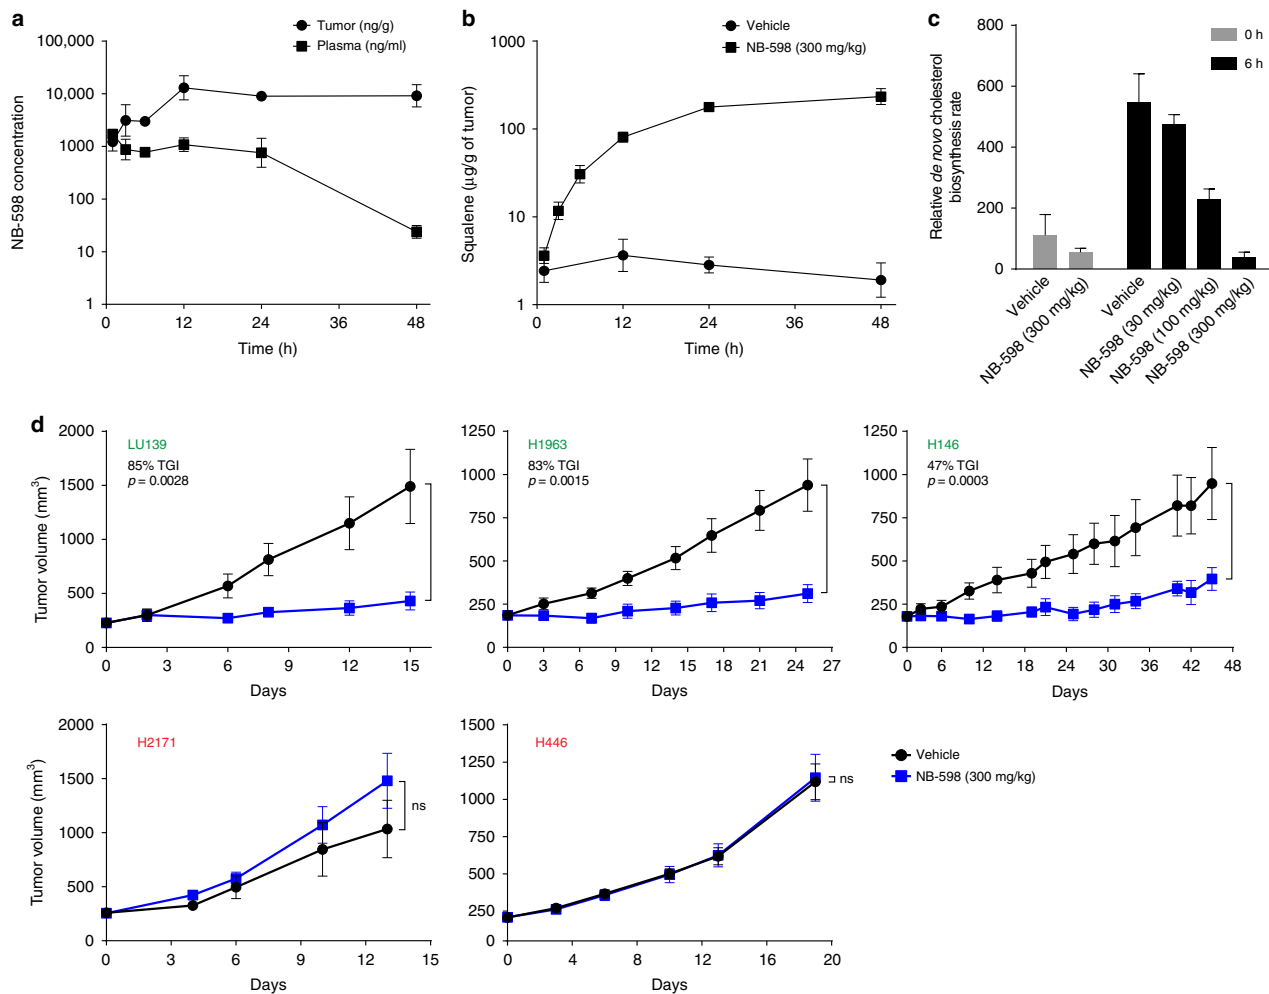 a
Tumor (ng/g)
Plasma (ng/ml)
NB-598 concentration
100,000
10,000
1000
100
10
1
0
12
24
36
48
Time (h)
b
Vehicle
NB-598 (300 mg/kg)
Squalene (μg/g of tumor)
1000
100
10
1
0
12
24
36
48
Time (h)
c
0 h
6 h
Relative de novo cholesterol
biosynthesis rate
800
600
400
200
0
Vehicle
NB-598 (300 mg/kg)
Vehicle
NB-598 (30 mg/kg)
NB-598 (100 mg/kg)
NB-598 (300 mg/kg)
d
LU139
85% TGI
p = 0.0028
Tumor volume (mm³)
2000
1500
1000
500
0
0
3
6
9
12
15
Days
H1963
83% TGI
p = 0.0015
1250
1000
750
500
250
0
0
3
6
9
12
15
18
21
24
27
Days
H146
47% TGI
p = 0.0003
1250
1000
750
500
250
0
0
6
12
18
24
30
36
42
48
Days
H2171
ns
Tumor volume (mm³)
2000
1500
1000
500
0
0
3
6
9
12
15
Days
H446
ns
1500
1250
1000
750
500
250
0
0
4
8
12
16
20
Days
Vehicle
NB-598 (300 mg/kg)